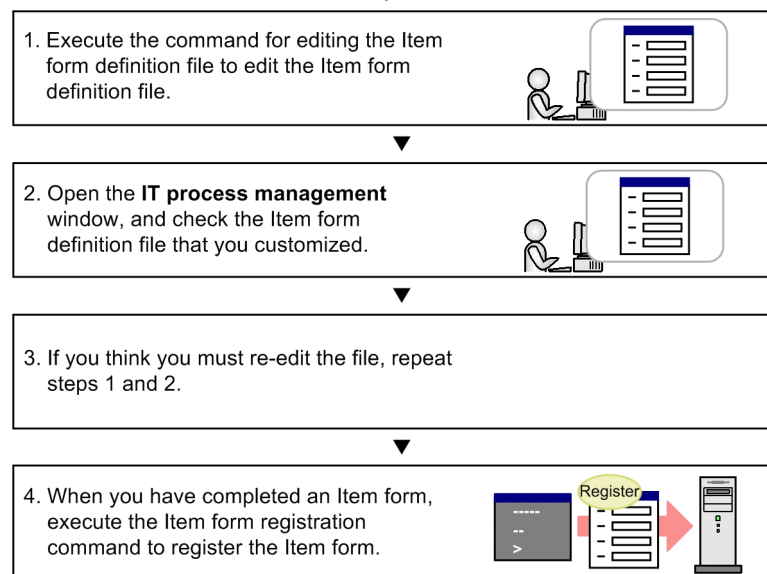 1. Execute the command for editing the Item
form definition file to edit the Item form
definition file.
2. Open the IT process management
window, and check the Item form
definition file that you customized.
3. If you think you must re-edit the file, repeat
steps 1 and 2.
4. When you have completed an Item form,
execute the Item form registration
command to register the Item form.
Register
-----
--
>